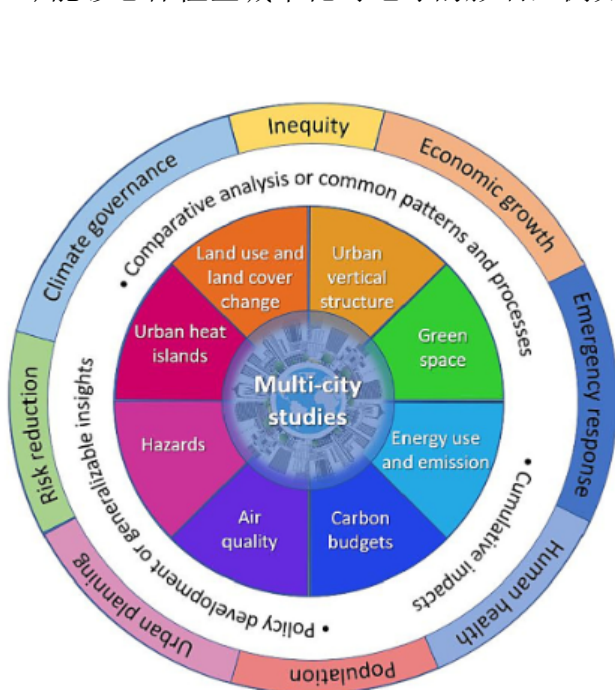 Inequity
Economic growth
Emergency response
Human health
Population
Urban planning
Risk reduction
Climate governance
• Comparative analysis or common patterns and processes
• Cumulative impacts
• Policy development or generalizable insights
Land use and
land cover
change
Urban
vertical
structure
Green
space
Energy use
and emission
Carbon
budgets
Air
quality
Hazards
Urban heat
islands
Multi-city
studies